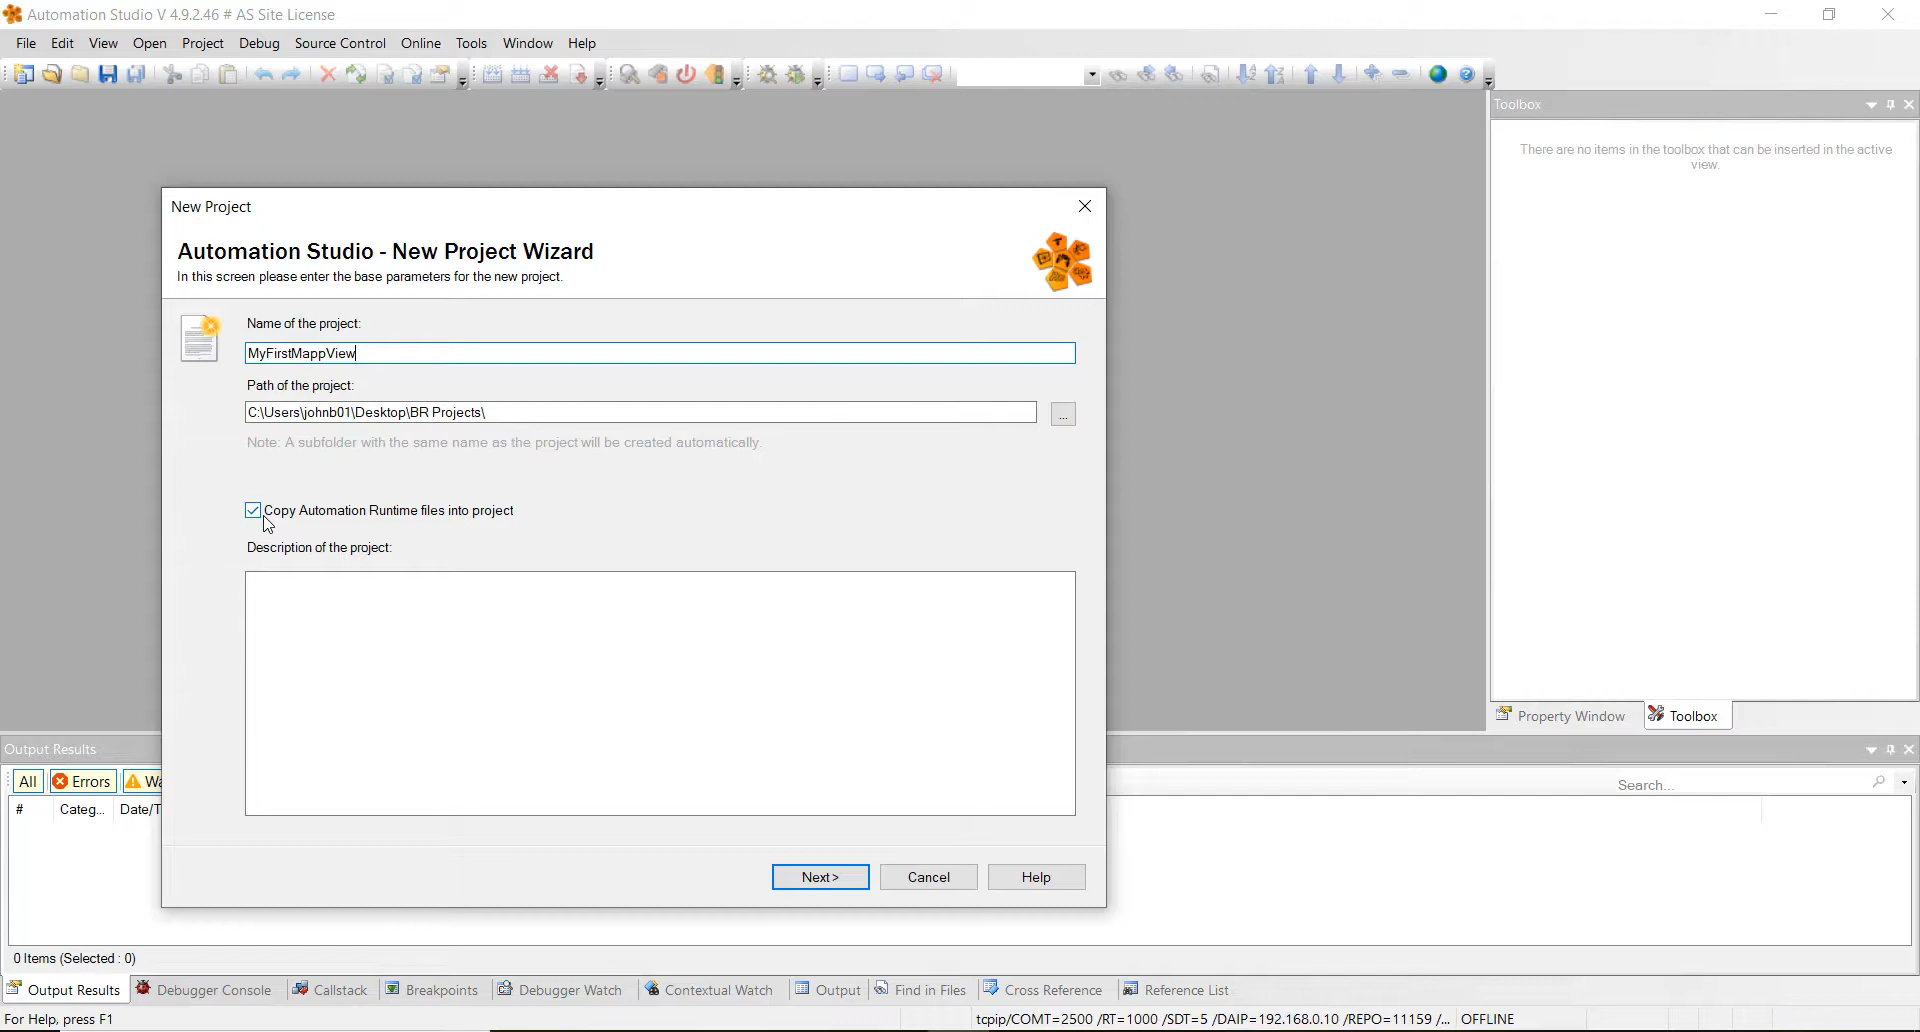 Automation Studio V 4.9.2.46 # AS Site License
File Edit View Open Project Debug Source Control Online Tools Window Help
Toolbox
There are no items in the toolbox that can be inserted in the active
view.
New Project
Automation Studio - New Project Wizard
In this screen please enter the base parameters for the new project.
Name of the project:
MyFirstMappView
Path of the project:
C:\Users\johnb01\Desktop\BR Projects\
...
Note: A subfolder with the same name as the project will be created automatically.
Copy Automation Runtime files into project
Description of the project:
Next>
Cancel
Help
Property Window
Toolbox
Output Results
All Errors Wa
Search...
# Categ... Date/T
0 Items (Selected : 0)
Output Results Debugger Console Callstack Breakpoints Debugger Watch Contextual Watch Output Find in Files Cross Reference Reference List
For Help, press F1 tcpip/COMT=2500 /RT=1000 /SDT=5 /DAIP=192.168.0.10 /REPO=11159 /... OFFLINE